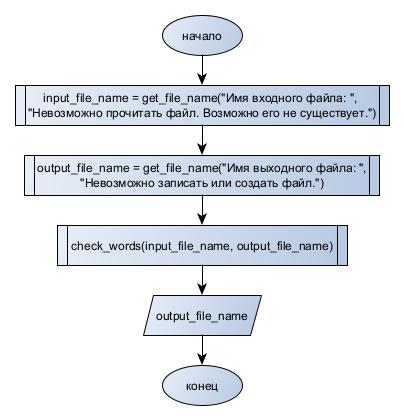 начало
input_file_name = get_file_name("Имя входного файла: ",
"Невозможно прочитать файл. Возможно его не существует.")
output_file_name = get_file_name("Имя выходного файла: ",
"Невозможно записать или создать файл.")
check_words(input_file_name, output_file_name)
output_file_name
конец